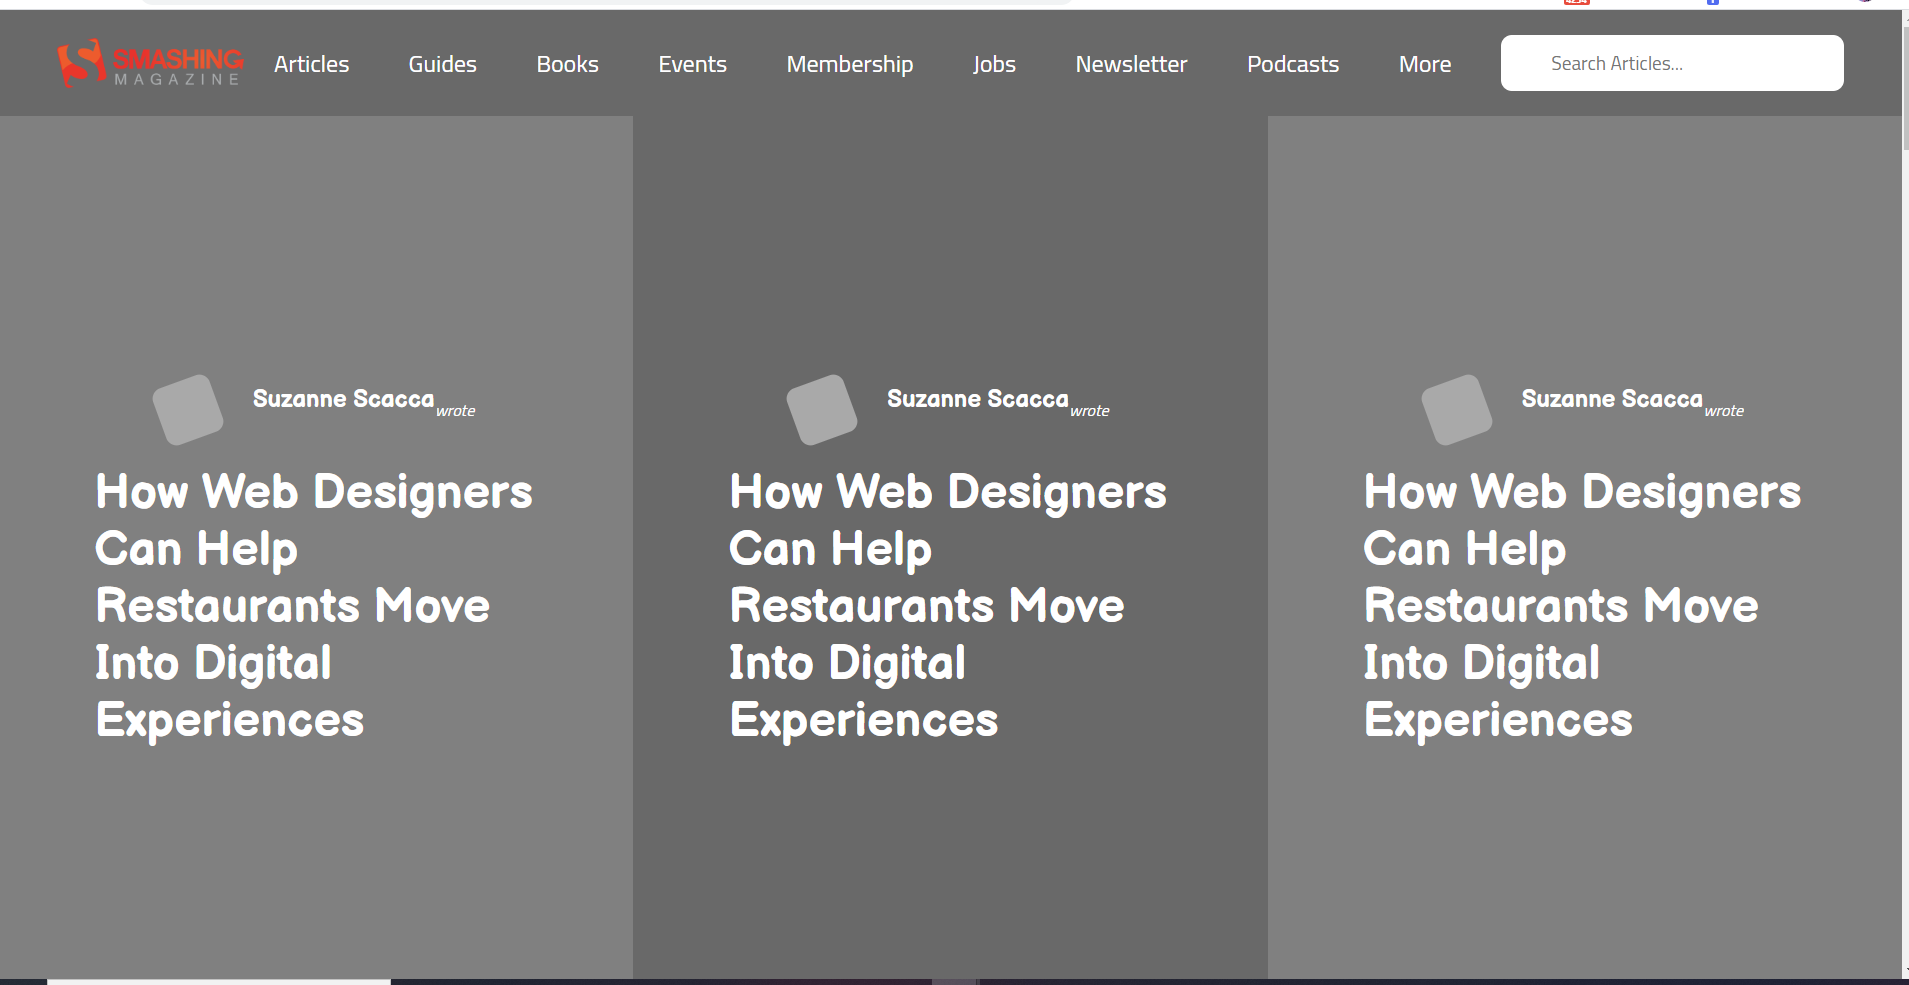 SMASHING
MAGAZINE
Articles Guides Books Events Membership Jobs Newsletter Podcasts More Search Articles...
Suzanne Scacca wrote
How Web Designers
Can Help
Restaurants Move
Into Digital
Experiences
Suzanne Scacca wrote
How Web Designers
Can Help
Restaurants Move
Into Digital
Experiences
Suzanne Scacca wrote
How Web Designers
Can Help
Restaurants Move
Into Digital
Experiences